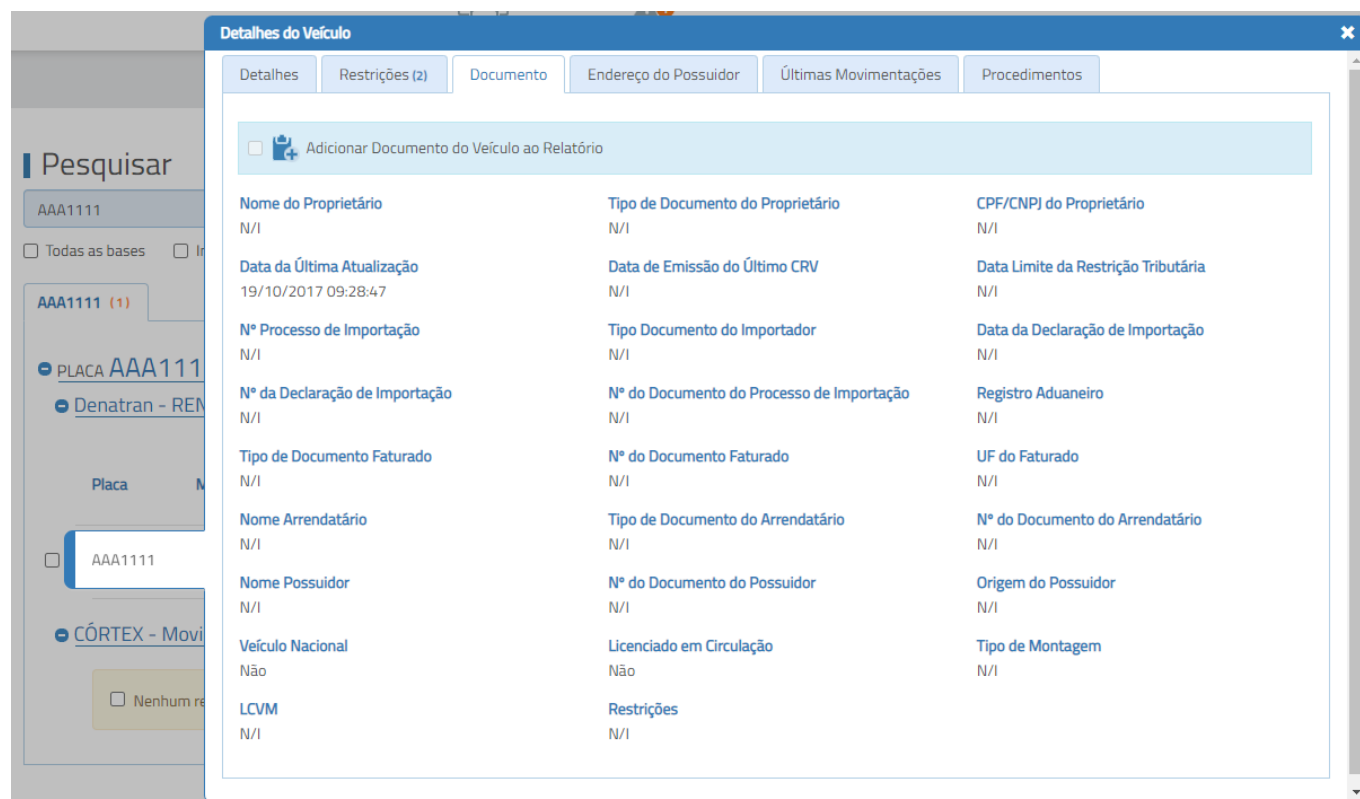 Detalhes do Veículo
Detalhes Restrições (2) Documento Endereço do Possuidor Últimas Movimentações Procedimentos
Adicionar Documento do Veículo ao Relatório
Nome do Proprietário Tipo de Documento do Proprietário CPF/CNPJ do Proprietário
N/I N/I N/I
Data da Última Atualização Data de Emissão do Último CRV Data Limite da Restrição Tributária
19/10/2017 09:28:47 N/I N/I
Nº Processo de Importação Tipo Documento do Importador Data da Declaração de Importação
N/I N/I N/I
Nº da Declaração de Importação Nº do Documento do Processo de Importação Registro Aduaneiro
N/I N/I N/I
Tipo de Documento Faturado Nº do Documento Faturado UF do Faturado
N/I N/I N/I
Nome Arrendatário Tipo de Documento do Arrendatário Nº do Documento do Arrendatário
N/I N/I N/I
Nome Possuidor Nº do Documento do Possuidor Origem do Possuidor
N/I N/I N/I
Veículo Nacional Licenciado em Circulação Tipo de Montagem
Não Não N/I
LCVM Restrições
N/I N/I
Pesquisar
AAA1111
Todas as bases
AAA1111 (1)
PLACA AAA111
Denatran - REN
Placa M
AAA1111
CÓRTEX - Movi
Nenhum re